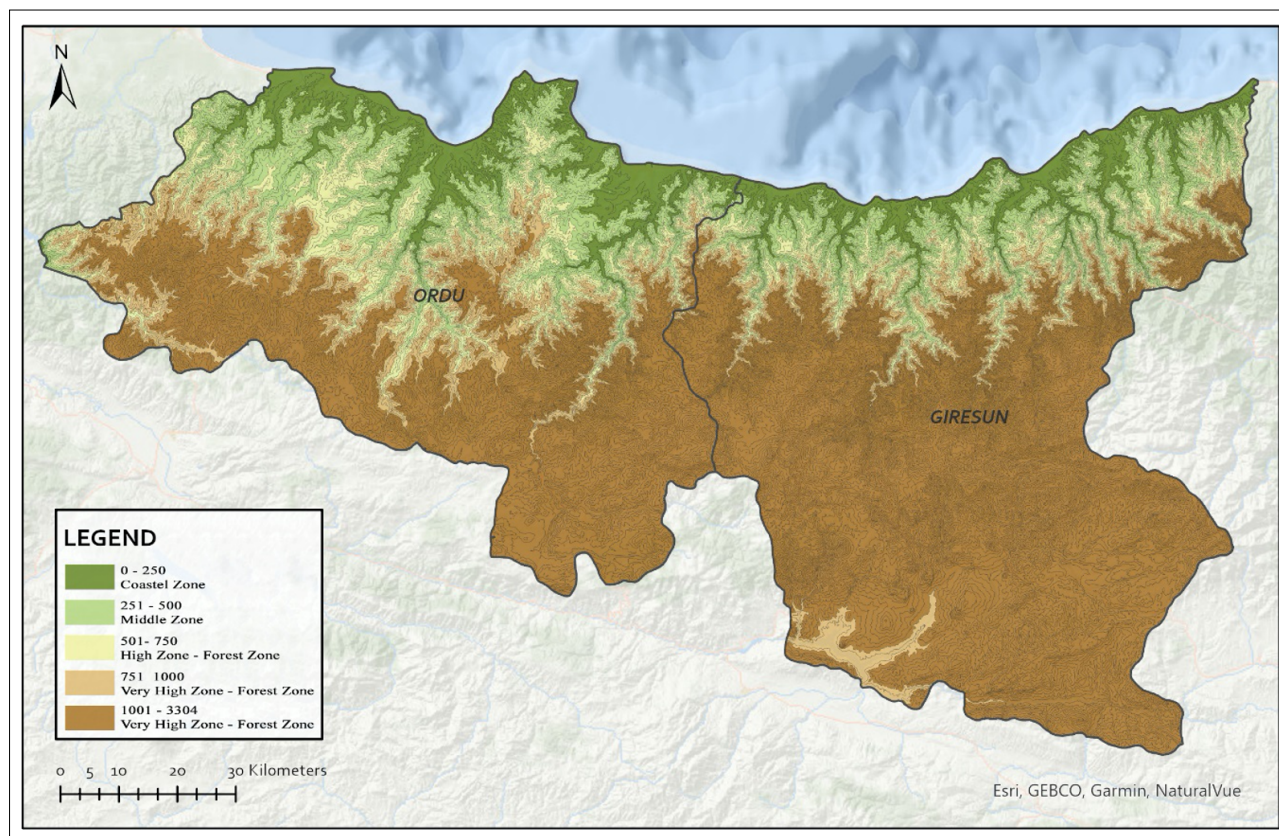 N
ORDU
GIRESUN
LEGEND
0 - 250
Coastel Zone
251 - 500
Middle Zone
501- 750
High Zone - Forest Zone
751 1000
Very High Zone - Forest Zone
1001 - 3304
Very High Zone - Forest Zone
0 5 10 20 30 Kilometers
Esri, GEBCO, Garmin, NaturalVue